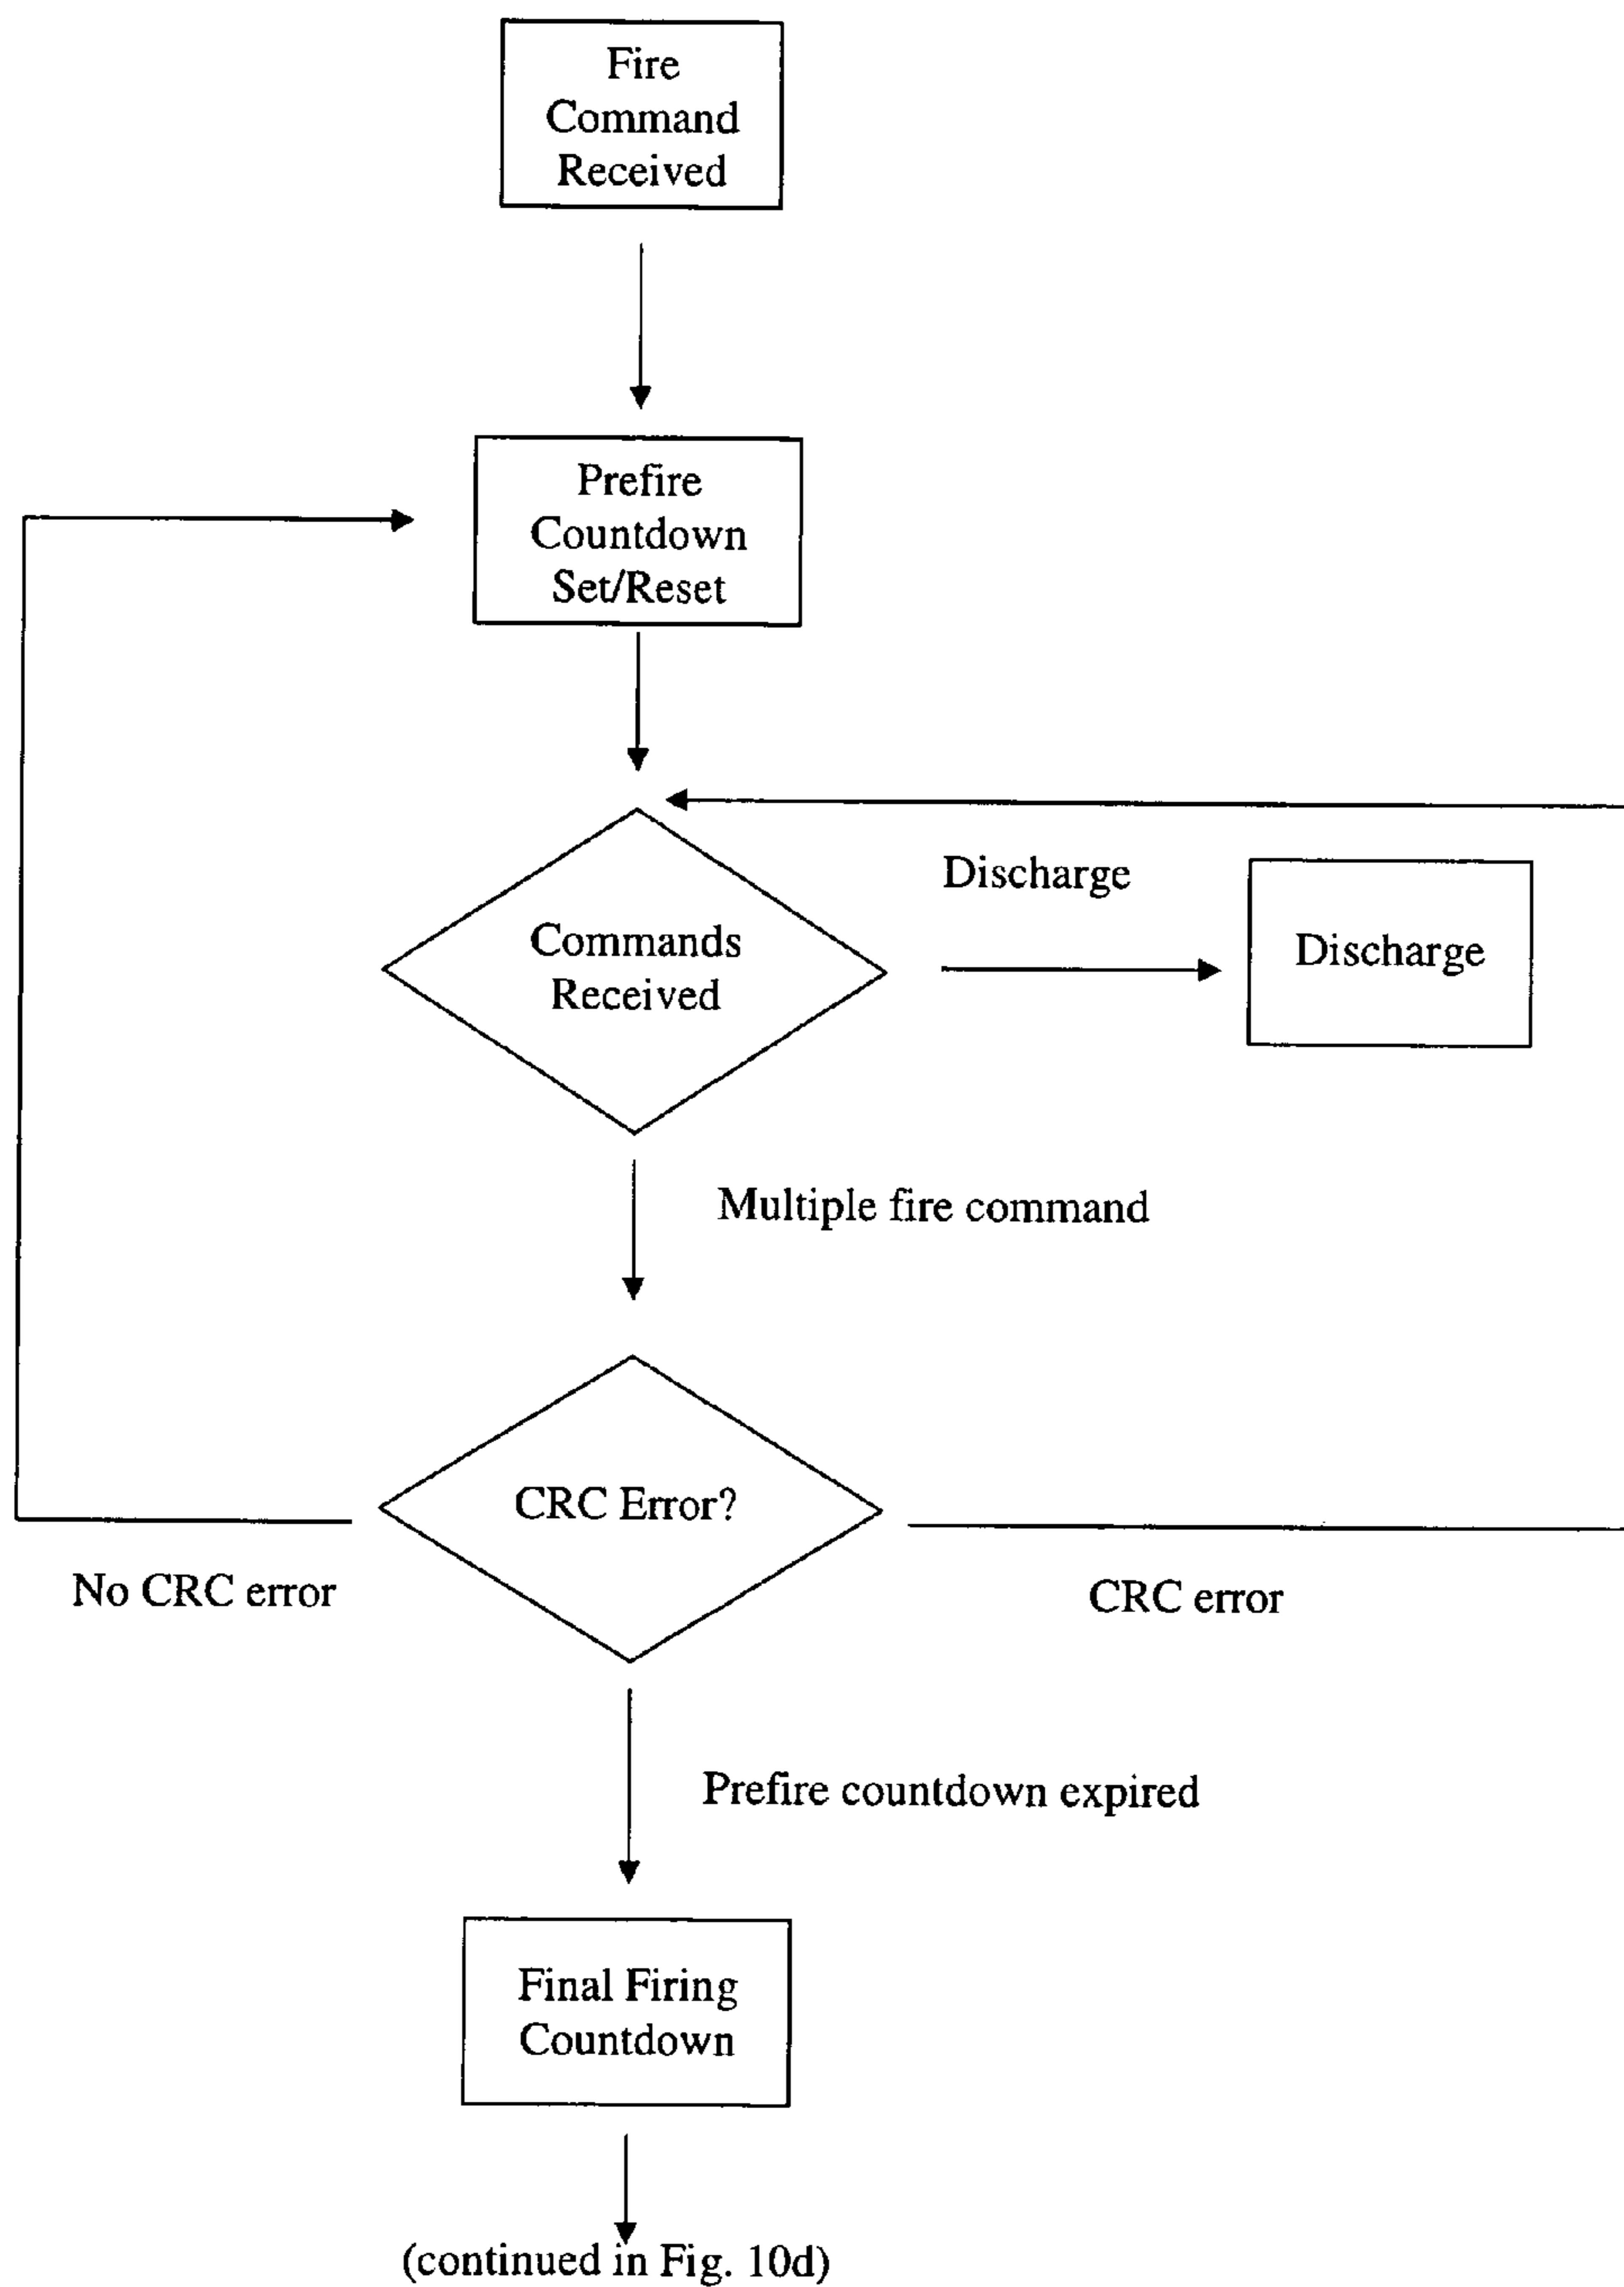 Fire
Command
Received
Prefire
Countdown
Set/Reset
Discharge
Commands
Received
Discharge
Multiple fire command
CRC Error?
No CRC error
CRC error
Prefire countdown expired
Final Firing
Countdown
(continued in Fig. 10d)